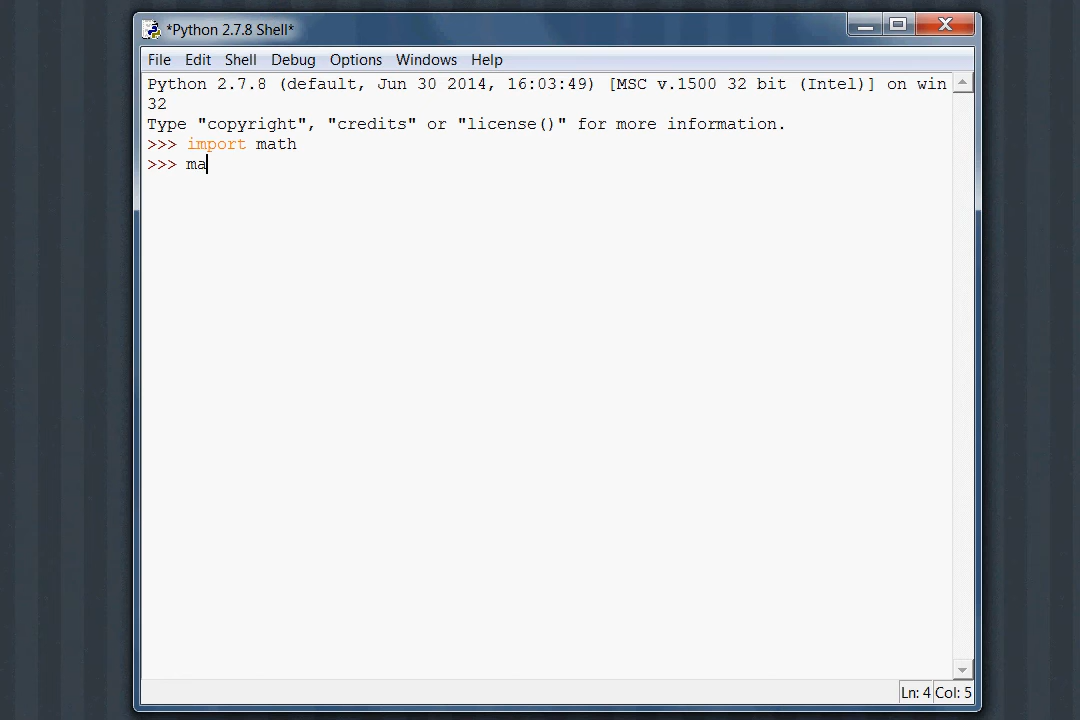 *Python 2.7.8 Shell*
File Edit Shell Debug Options Windows Help
Python 2.7.8 (default, Jun 30 2014, 16:03:49) [MSC v.1500 32 bit (Intel)] on win
32
Type "copyright", "credits" or "license()" for more information.
>>> import math
>>> ma
Ln: 4 Col: 5